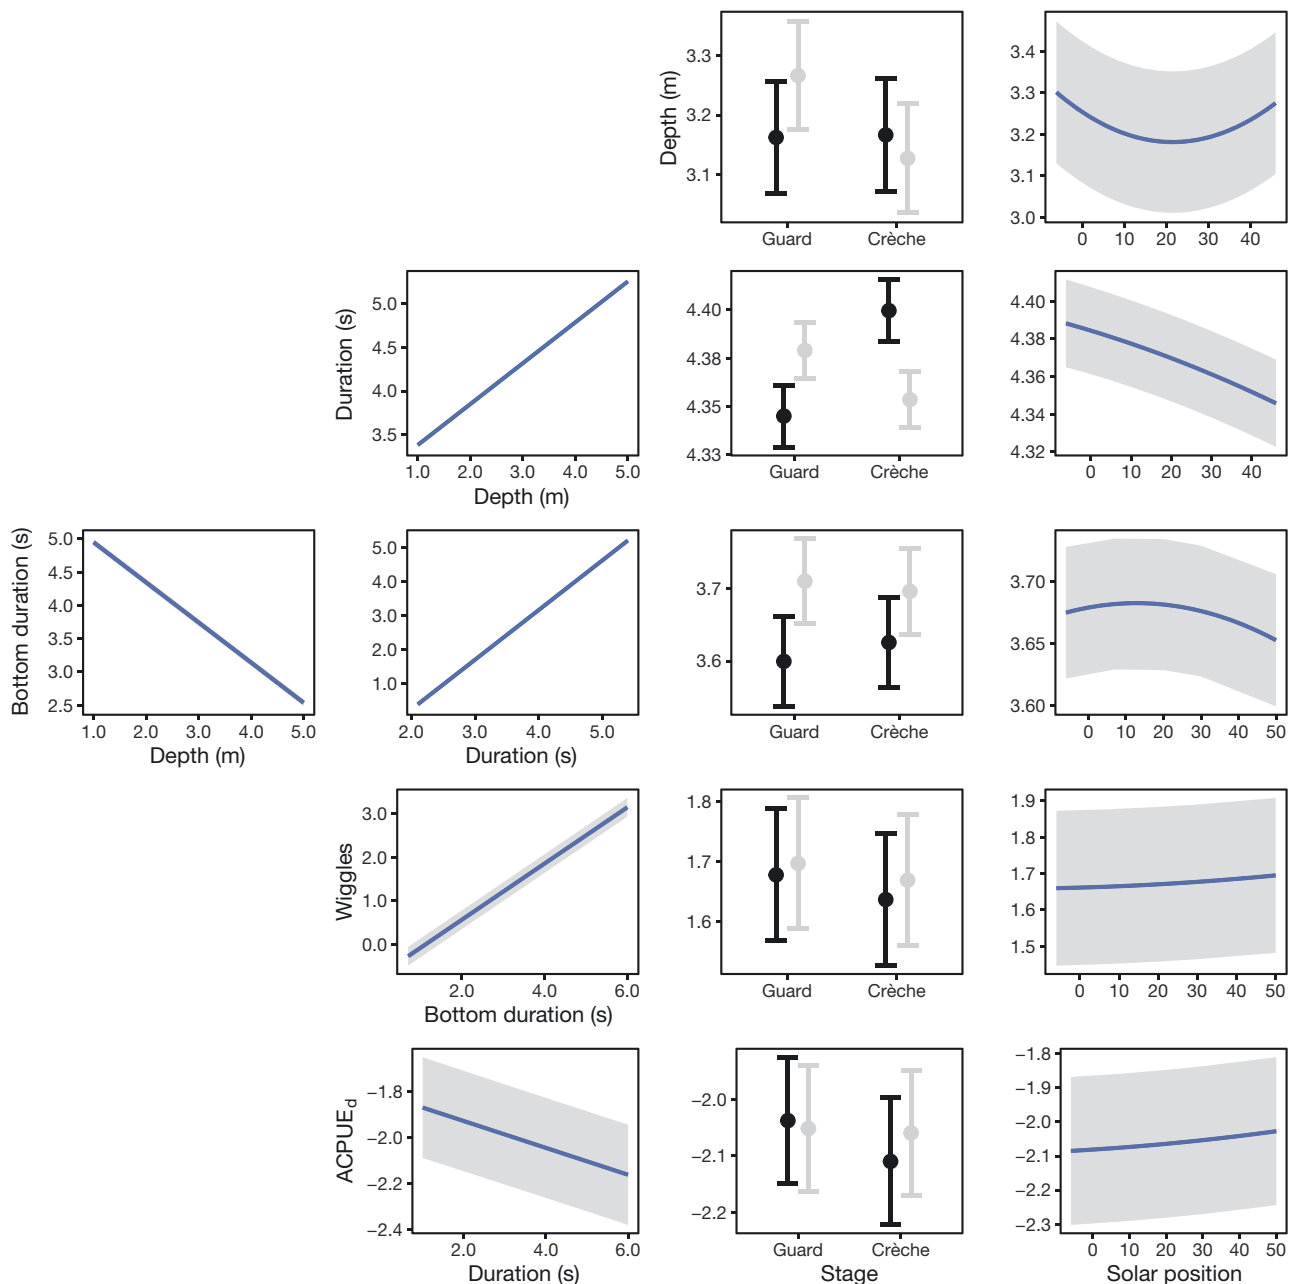 Depth (m)
3.3
3.2
3.1
Guard Crèche
3.4
3.3
3.2
3.1
3.0
0 10 20 30 40
Duration (s)
5.0
4.5
4.0
3.5
1.0 2.0 3.0 4.0 5.0
Depth (m)
4.40
4.38
4.35
4.33
Guard Crèche
4.40
4.38
4.36
4.34
4.32
0 10 20 30 40
Bottom duration (s)
5.0
4.5
4.0
3.5
3.0
2.5
1.0 2.0 3.0 4.0 5.0
Depth (m)
5.0
4.0
3.0
2.0
1.0
2.0 3.0 4.0 5.0
Duration (s)
3.7
3.6
Guard Crèche
3.70
3.65
3.60
0 10 20 30 40 50
Wiggles
3.0
2.0
1.0
0.0
2.0 4.0 6.0
Bottom duration (s)
1.8
1.7
1.6
Guard Crèche
1.9
1.8
1.7
1.6
1.5
0 10 20 30 40 50
ACPUEd
−1.8
−2.0
−2.2
−2.4
2.0 4.0 6.0
Duration (s)
−2.0
−2.1
−2.2
Guard Crèche
Stage
−1.8
−1.9
−2.0
−2.1
−2.2
−2.3
0 10 20 30 40 50
Solar position